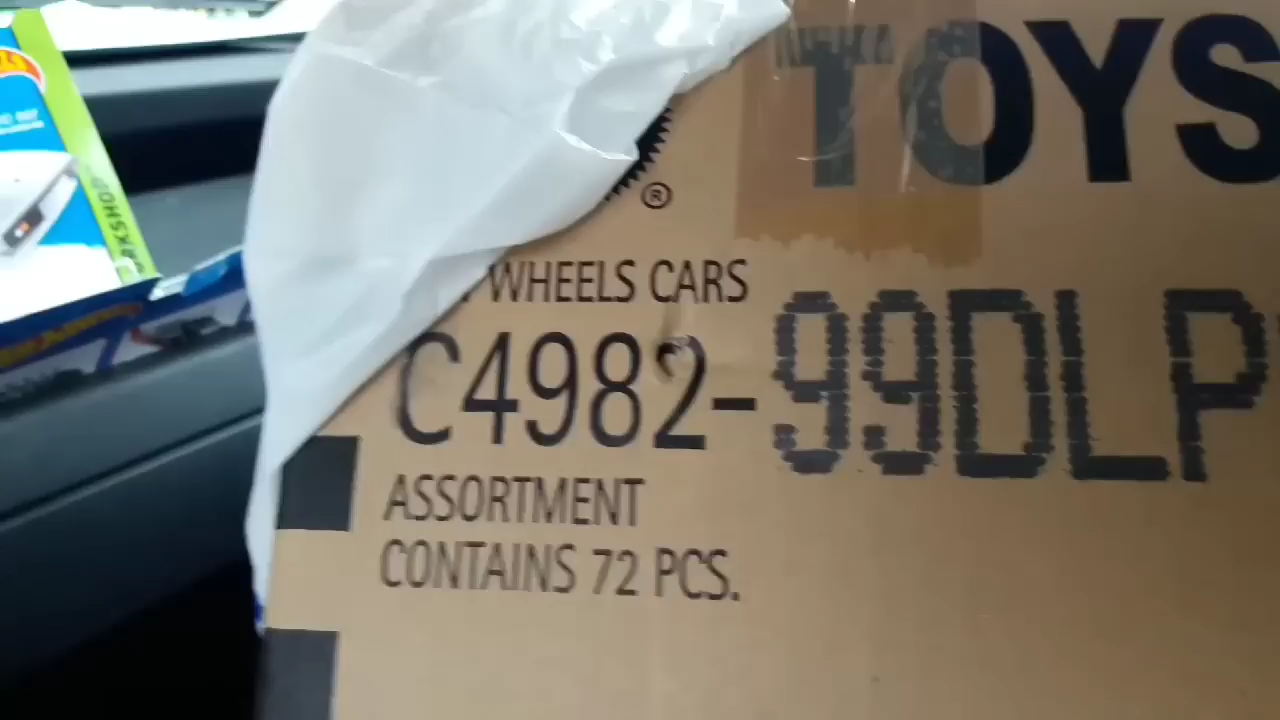 TOYS
®
WHEELS CARS
C4982-99DLP
ASSORTMENT
CONTAINS 72 PCS.